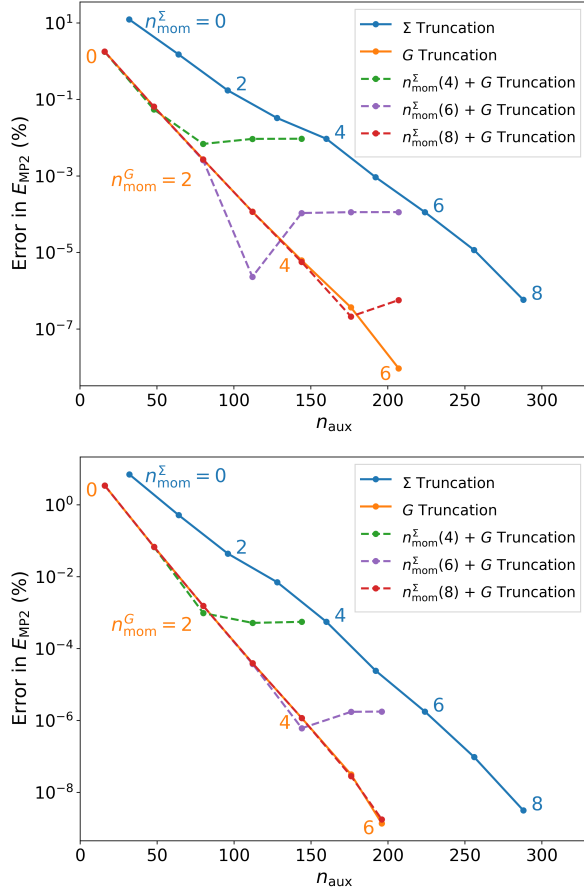 10¹
10⁻¹
10⁻³
10⁻⁵
10⁻⁷
Error in E_MP2 (%)
n^Σ_mom = 0
0
2
n^G_mom = 2
4
4
6
6
8
Σ Truncation
G Truncation
n^Σ_mom(4) + G Truncation
n^Σ_mom(6) + G Truncation
n^Σ_mom(8) + G Truncation
0 50 100 150 200 250 300
n_aux
10⁰
10⁻²
10⁻⁴
10⁻⁶
10⁻⁸
Error in E_MP2 (%)
n^Σ_mom = 0
0
2
n^G_mom = 2
4
4
6
6
8
Σ Truncation
G Truncation
n^Σ_mom(4) + G Truncation
n^Σ_mom(6) + G Truncation
n^Σ_mom(8) + G Truncation
0 50 100 150 200 250 300
n_aux